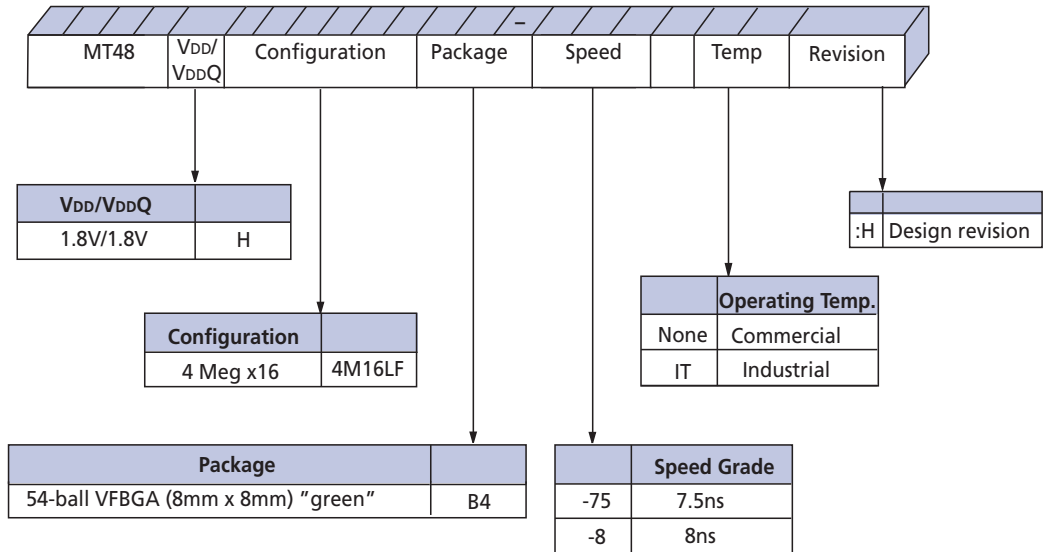 –
MT48 VDD/VDDQ Configuration Package Speed Temp Revision
VDD/VDDQ
1.8V/1.8V H
:H Design revision
Operating Temp.
None Commercial
IT Industrial
Configuration
4 Meg x16 4M16LF
Package
54-ball VFBGA (8mm x 8mm) ”green” B4
Speed Grade
-75 7.5ns
-8 8ns